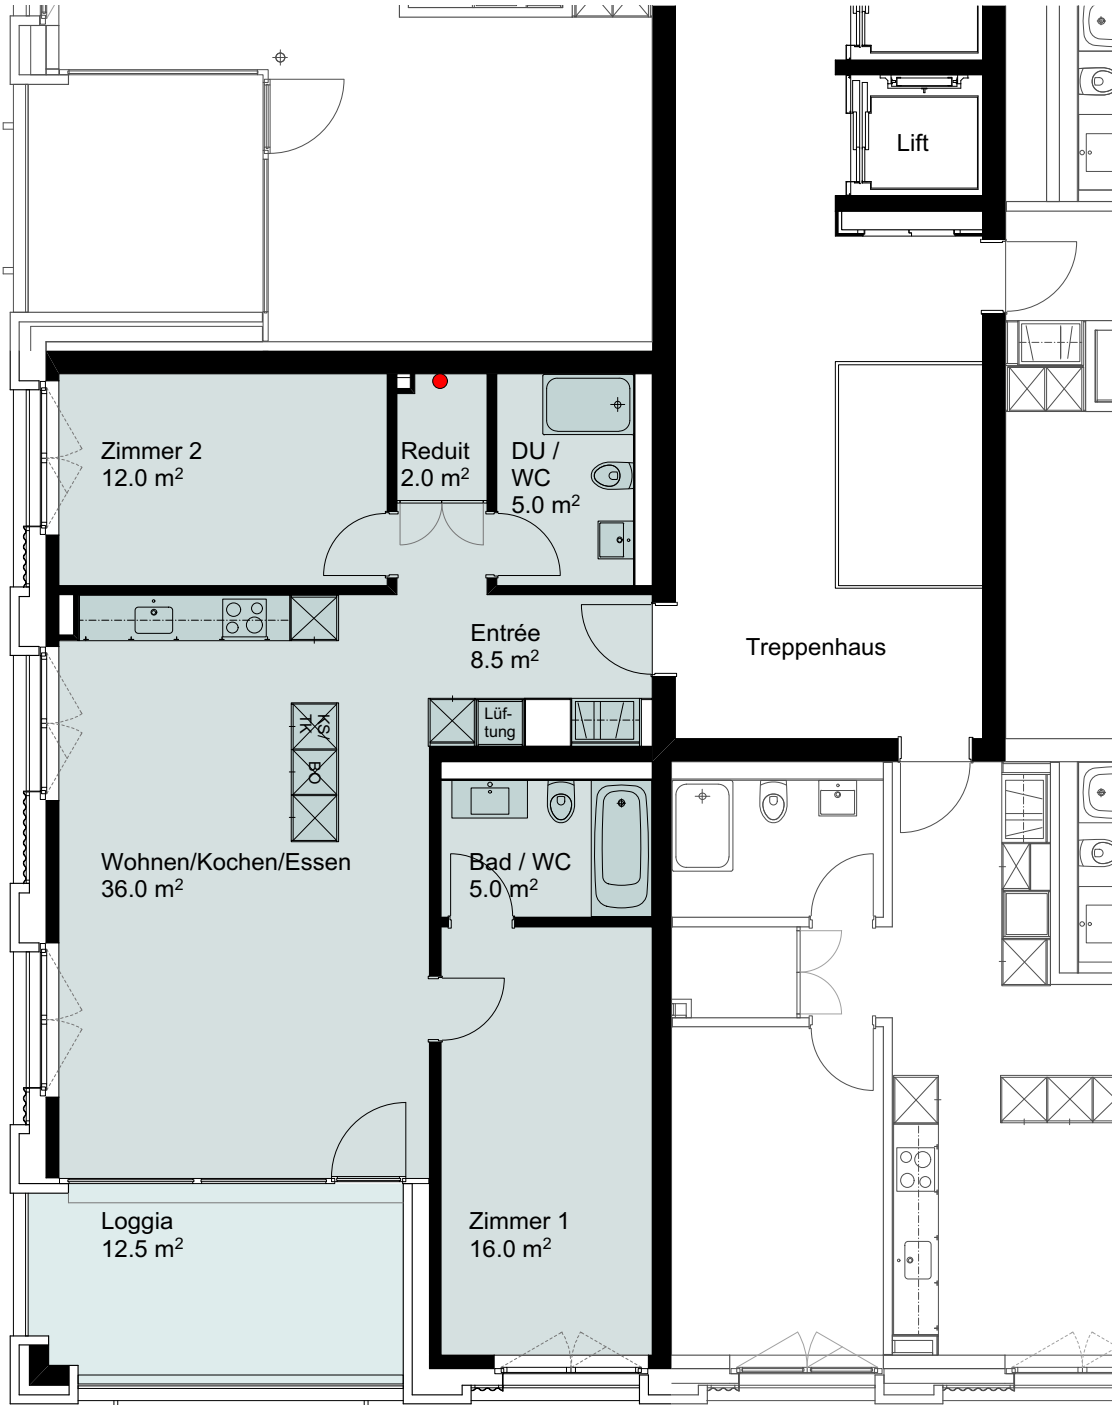 Lift
Zimmer 2
12.0 m²
Reduit
2.0 m²
DU /
WC
5.0 m²
Entrée
8.5 m²
Treppenhaus
Lüf-
tung
KS/
TK
BO
Wohnen/Kochen/Essen
36.0 m²
Bad / WC
5.0 m²
Loggia
12.5 m²
Zimmer 1
16.0 m²